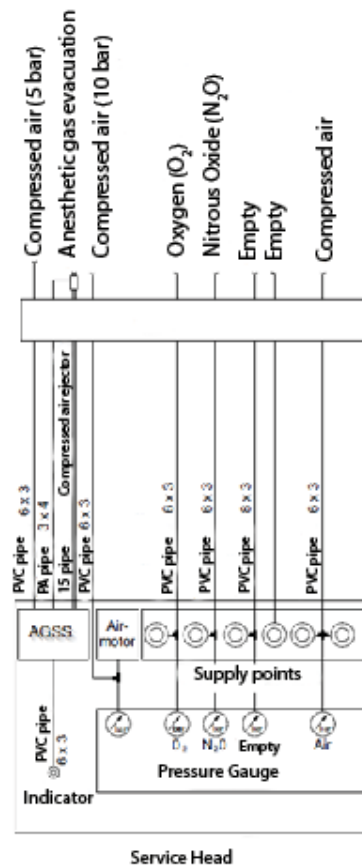 Compressed air (5 bar)
Anesthetic gas evacuation
Compressed air (10 bar)
Oxygen (O₂)
Nitrous Oxide (N₂O)
Empty
Empty
Compressed air
PVC pipe 6 x 3
PA pipe 3 x 4
15 pipe Compressed air ejector
PVC pipe 6 x 3
PVC pipe 6 x 3
PVC pipe 6 x 3
PVC pipe 6 x 3
PVC pipe 6 x 3
AGSS
Air-
motor
Supply points
PVC pipe
6 x 3
Indicator
O₂ N₂O Empty Air
Pressure Gauge
Service Head